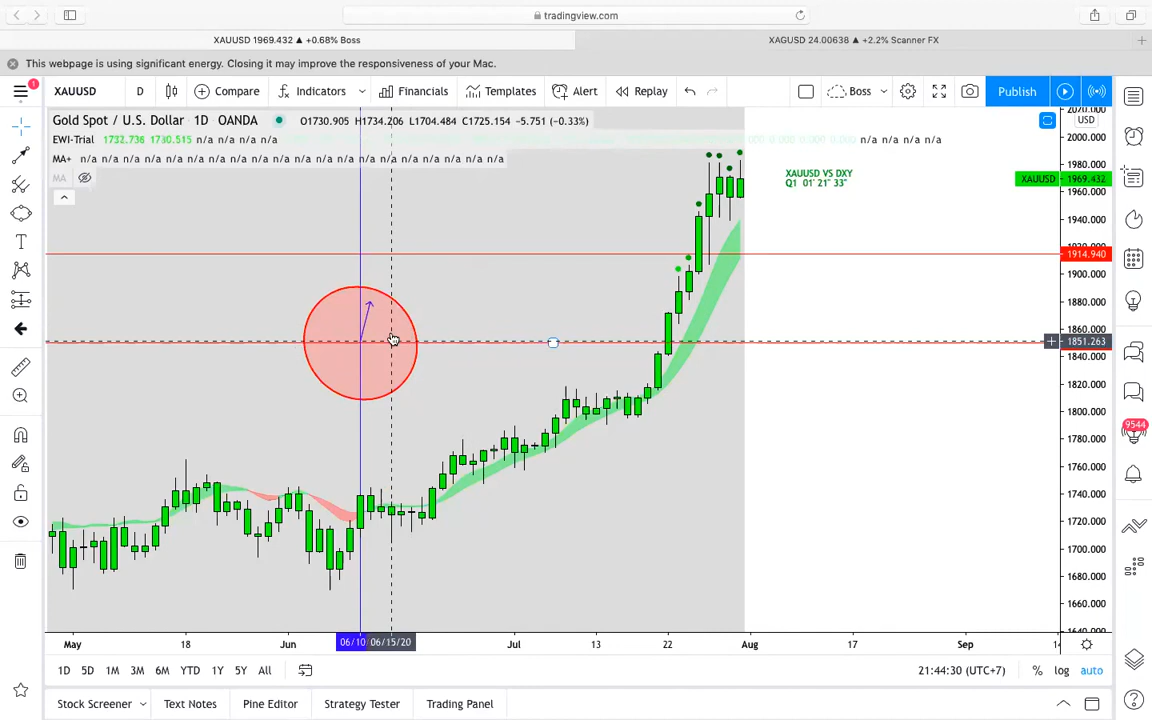 tradingview.com
XAUUSD 1969.432 ▲ +0.68% Boss
XAGUSD 24.00638 ▲ +2.2% Scanner FX
This webpage is using significant energy. Closing it may improve the responsiveness of your Mac.
1
XAUUSD D Compare Indicators Financials Templates Alert Replay Boss Publish
Gold Spot / U.S. Dollar 1D OANDA O1730.905 H1734.206 L1704.484 C1725.154 -5.751 (-0.33%)
USD
EWI-Trial 1732.736 1730.515 n/a n/a n/a n/a n/a n/a n/a n/a
MA+ n/a n/a n/a n/a n/a n/a n/a n/a n/a n/a n/a n/a n/a n/a n/a n/a n/a n/a n/a n/a
MA
XAUUSD VS DXY
Q1 01' 21" 33"
2000.000
1980.000
XAUUSD 1969.432
1960.000
1940.000
1920.000
1914.940
1900.000
1880.000
1860.000
1851.263
1840.000
1820.000
1800.000
1780.000
1760.000
1740.000
1720.000
1700.000
1680.000
1660.000
9544
May 18 Jun 06/10 06/15/20 Jul 13 22 Aug 17 Sep
1D 5D 1M 3M 6M YTD 1Y 5Y All 21:44:30 (UTC+7) % log auto
Stock Screener Text Notes Pine Editor Strategy Tester Trading Panel